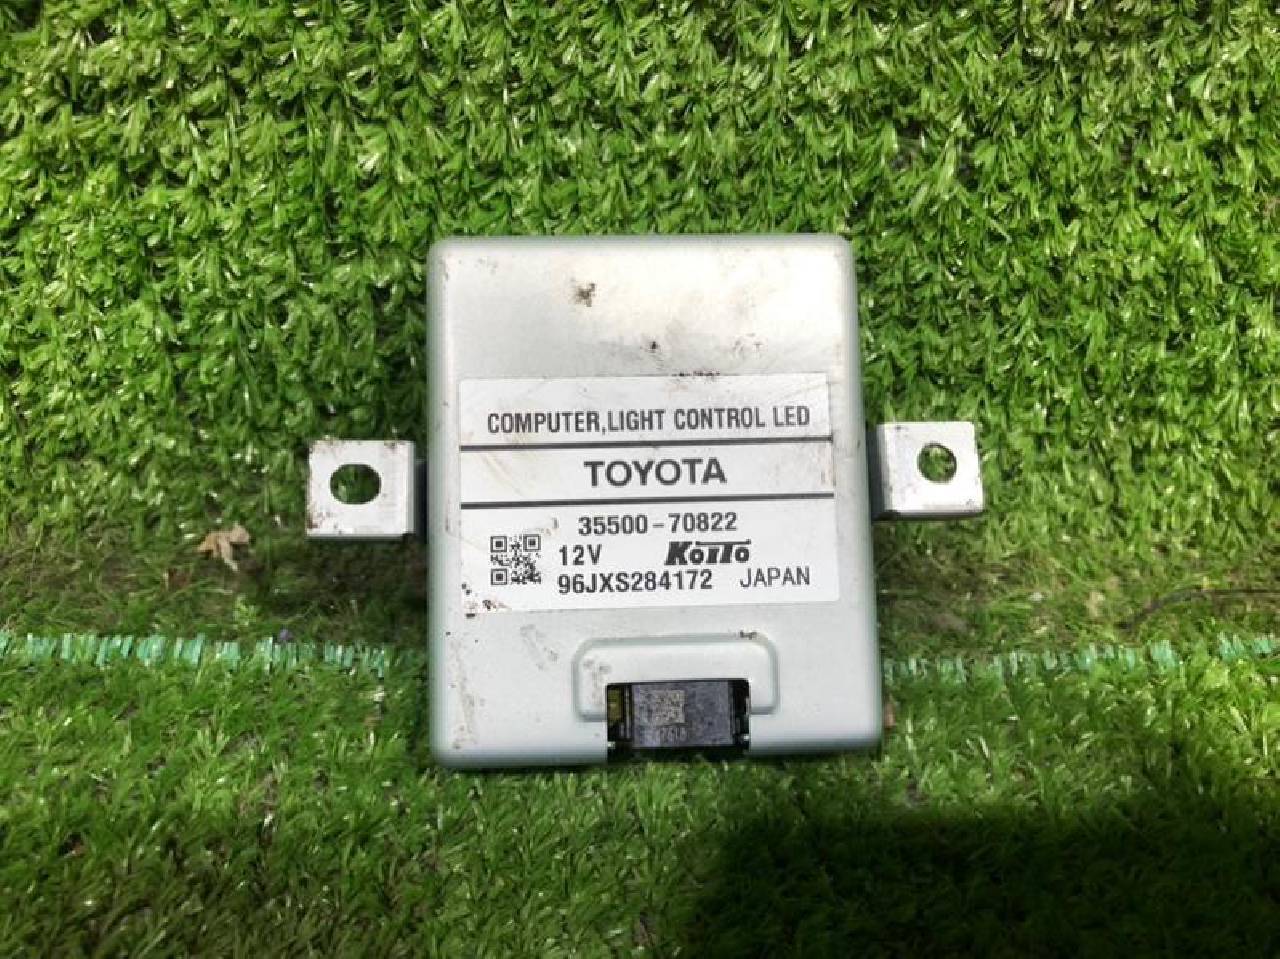 COMPUTER,LIGHT CONTROL LED
TOYOTA
35500-70822
12V KOITO
96JXS284172 JAPAN